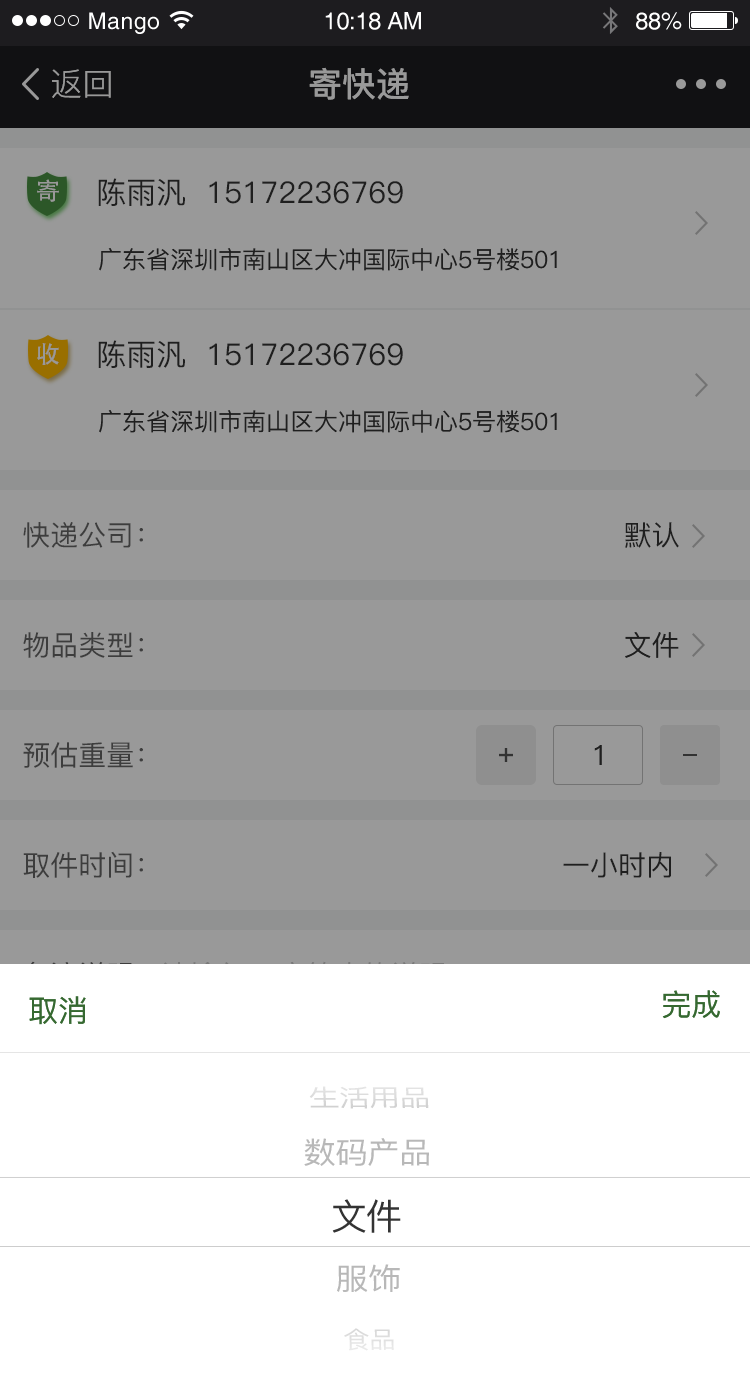 Mango 10:18 AM 88%
返回 寄快递
寄 陈雨汎 15172236769
广东省深圳市南山区大冲国际中心5号楼501
收 陈雨汎 15172236769
广东省深圳市南山区大冲国际中心5号楼501
快递公司： 默认
物品类型： 文件
预估重量： + 1 −
取件时间： 一小时内
取消 完成
生活用品
数码产品
文件
服饰
食品